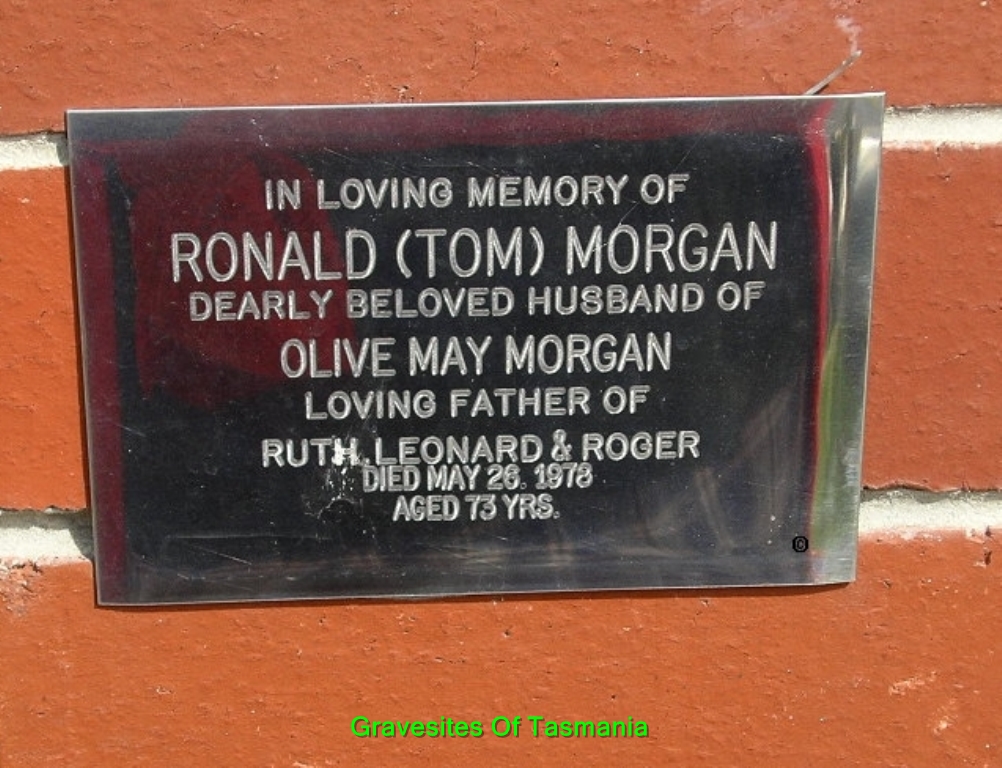 IN LOVING MEMORY OF
RONALD (TOM) MORGAN
DEARLY BELOVED HUSBAND OF
OLIVE MAY MORGAN
LOVING FATHER OF
RUTH, LEONARD & ROGER
DIED MAY 26. 1978
AGED 73 YRS.
©
Gravesites Of Tasmania